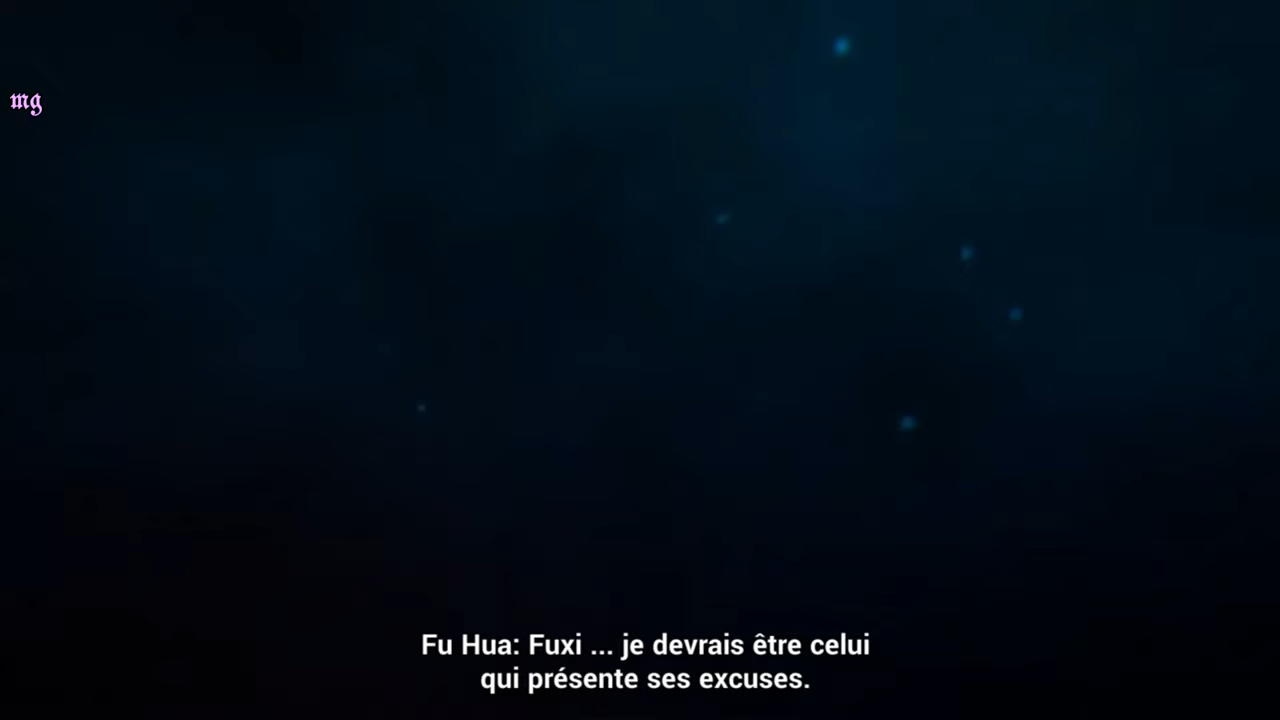 mg
Fu Hua: Fuxi ... je devrais être celui
qui présente ses excuses.